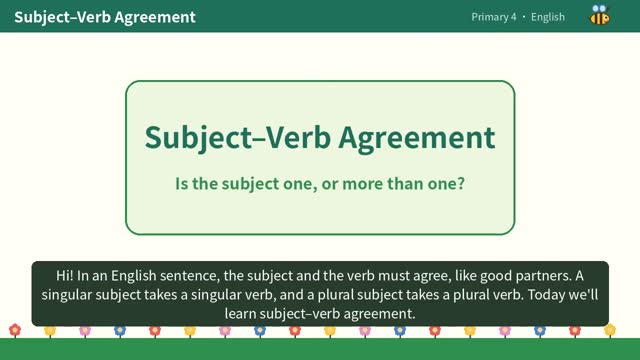 Subject–Verb Agreement
Primary 4 • English
Subject–Verb Agreement
Is the subject one, or more than one?
Hi! In an English sentence, the subject and the verb must agree, like good partners. A
singular subject takes a singular verb, and a plural subject takes a plural verb. Today we'll
learn subject–verb agreement.